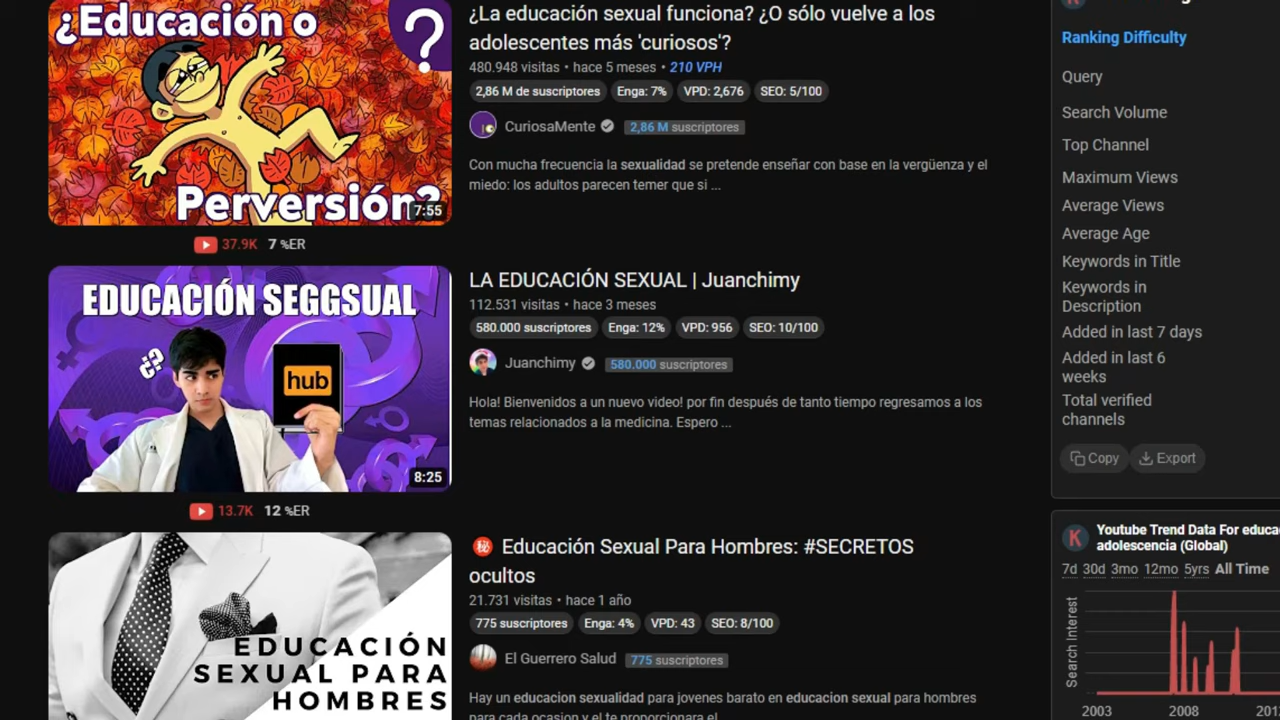 ¿Educación o
?
Perversión?
7:55
37.9K 7 %ER
¿La educación sexual funciona? ¿O sólo vuelve a los
adolescentes más 'curiosos'?
480.948 visitas • hace 5 meses • 210 VPH
2,86 M de suscriptores Enga: 7% VPD: 2,676 SEO: 5/100
CuriosaMente 2,86 M suscriptores
Con mucha frecuencia la sexualidad se pretende enseñar con base en la vergüenza y el
miedo: los adultos parecen temer que si ...
EDUCACIÓN SEGGSUAL
¿?
hub
8:25
13.7K 12 %ER
LA EDUCACIÓN SEXUAL | Juanchimy
112.531 visitas • hace 3 meses
580.000 suscriptores Enga: 12% VPD: 956 SEO: 10/100
Juanchimy 580.000 suscriptores
Hola! Bienvenidos a un nuevo video! por fin después de tanto tiempo regresamos a los
temas relacionados a la medicina. Espero ...
EDUCACIÓN
SEXUAL PARA
HOMBRES
㊙ Educación Sexual Para Hombres: #SECRETOS
ocultos
21.731 visitas • hace 1 año
775 suscriptores Enga: 4% VPD: 43 SEO: 8/100
El Guerrero Salud 775 suscriptores
Hay un educacion sexualidad para jovenes barato en educacion sexual para hombres
para cada ocasion y el te proporcionara el
Ranking Difficulty
Query
Search Volume
Top Channel
Maximum Views
Average Views
Average Age
Keywords in Title
Keywords in
Description
Added in last 7 days
Added in last 6
weeks
Total verified
channels
Copy Export
K
Youtube Trend Data For educa
adolescencia (Global)
7d 30d 3mo 12mo 5yrs All Time
Search Interest
2003 2008 201